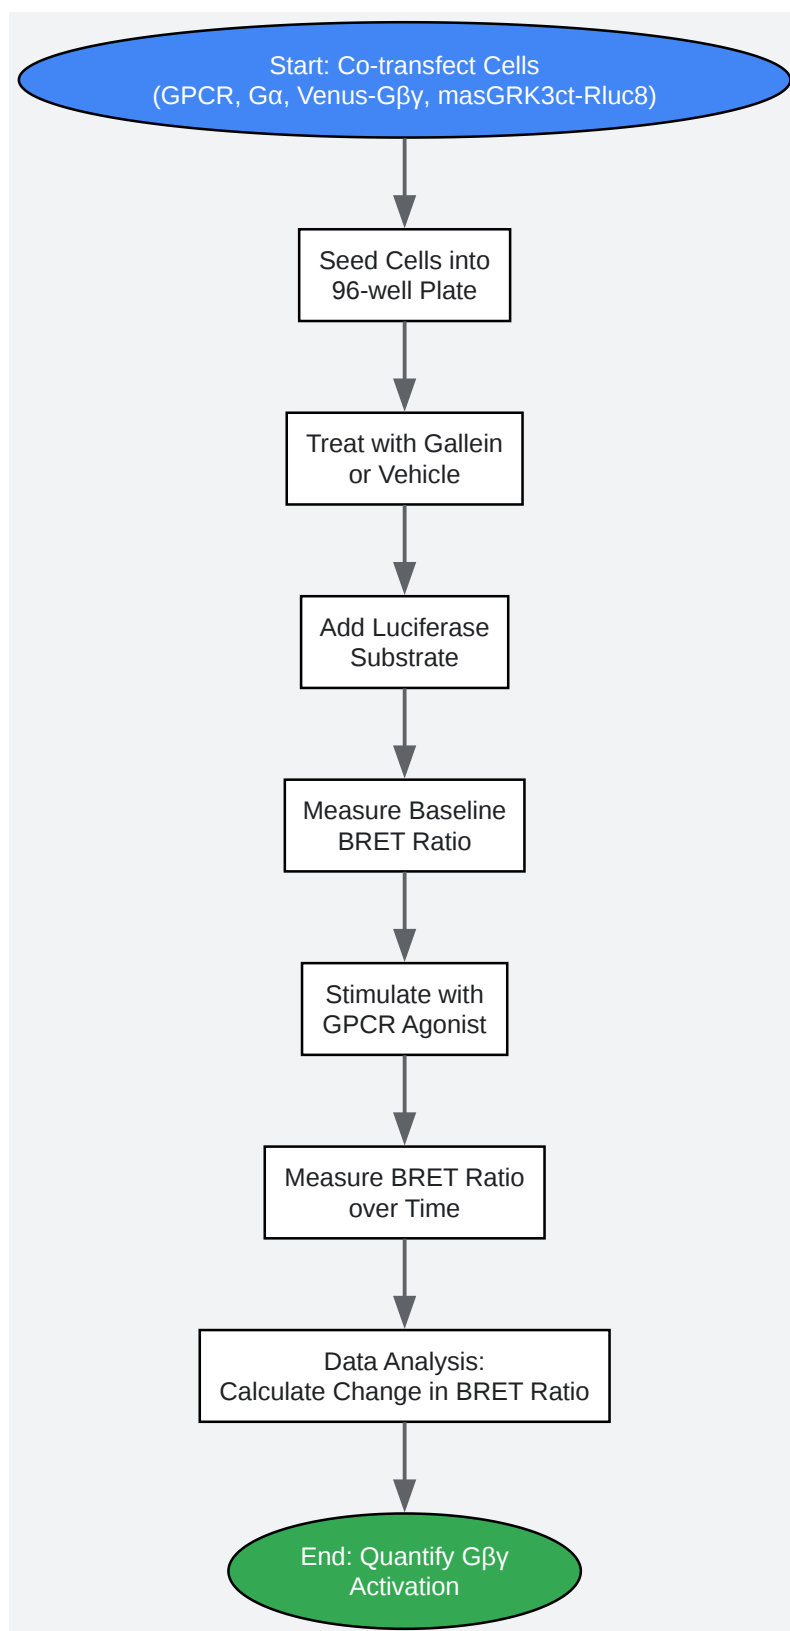 Start: Co-transfect Cells
(GPCR, Gα, Venus-Gβγ, masGRK3ct-Rluc8)
Seed Cells into
96-well Plate
Treat with Gallein
or Vehicle
Add Luciferase
Substrate
Measure Baseline
BRET Ratio
Stimulate with
GPCR Agonist
Measure BRET Ratio
over Time
Data Analysis:
Calculate Change in BRET Ratio
End: Quantify Gβγ
Activation